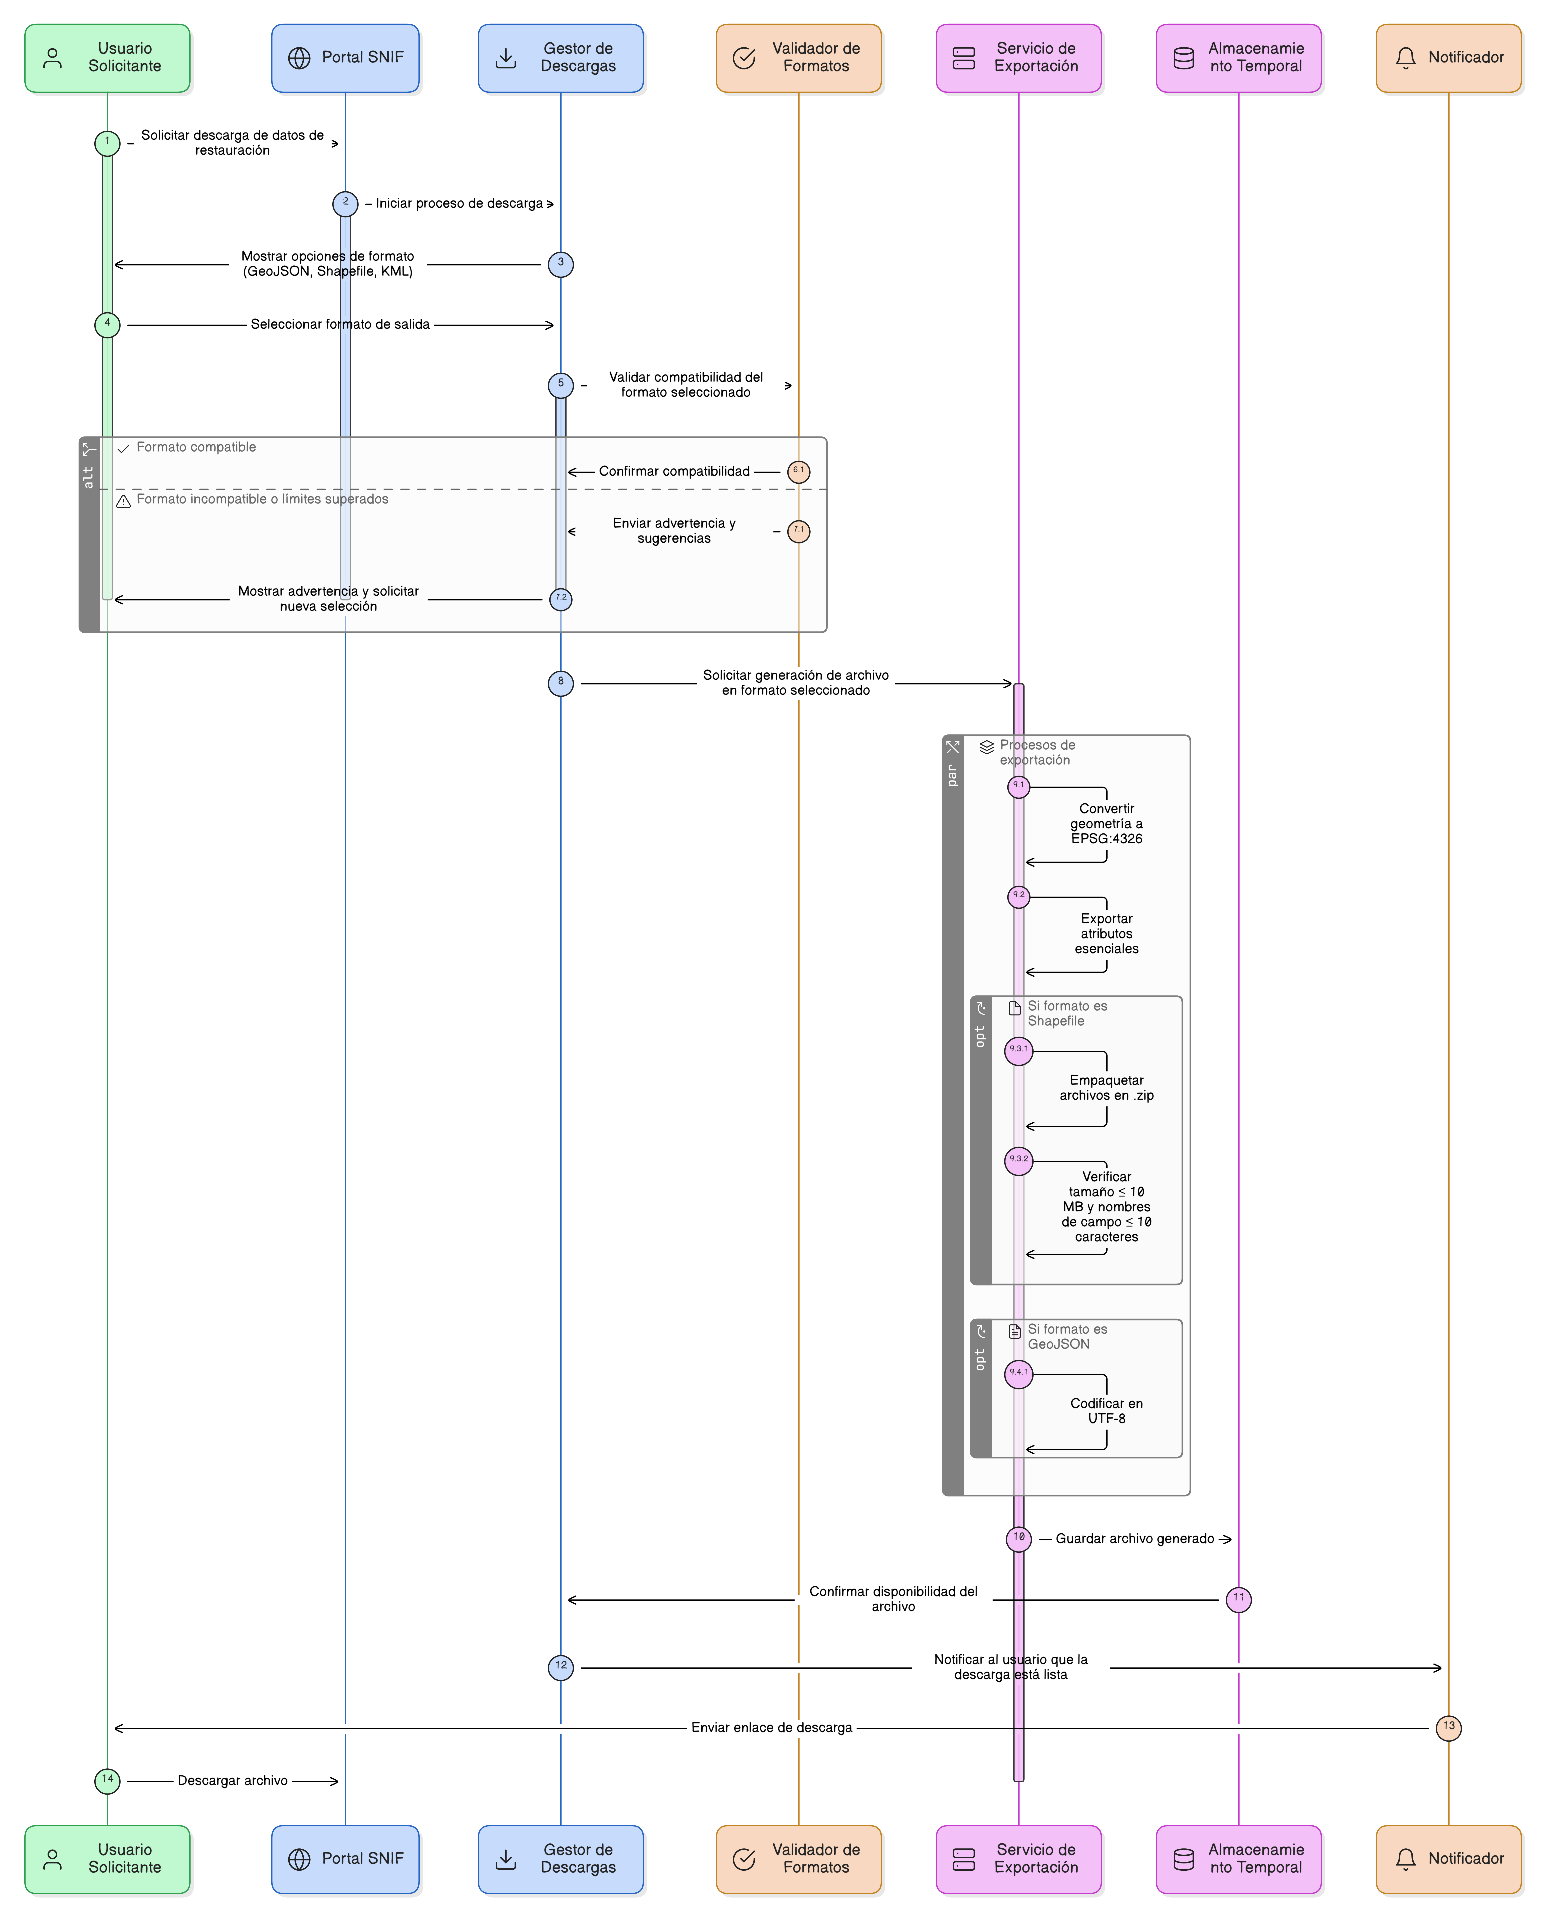 Usuario
Solicitante
Portal SNIF
Gestor de
Descargas
Validador de
Formatos
Servicio de
Exportación
Almacenamie
nto Temporal
Notificador
1
Solicitar descarga de datos de
restauración
2
Iniciar proceso de descarga
Mostrar opciones de formato
(GeoJSON, Shapefile, KML)
3
4
Seleccionar formato de salida
5
Validar compatibilidad del
formato seleccionado
alt
Formato compatible
Confirmar compatibilidad
6.1
Formato incompatible o límites superados
Enviar advertencia y
sugerencias
7.1
Mostrar advertencia y solicitar
nueva selección
7.2
8
Solicitar generación de archivo
en formato seleccionado
par
Procesos de
exportación
9.1
Convertir
geometría a
EPSG:4326
9.2
Exportar
atributos
esenciales
opt
Si formato es
Shapefile
9.3.1
Empaquetar
archivos en .zip
9.3.2
Verificar
tamaño ≤ 10
MB y nombres
de campo ≤ 10
caracteres
opt
Si formato es
GeoJSON
9.4.1
Codificar en
UTF-8
10
Guardar archivo generado
Confirmar disponibilidad del
archivo
11
12
Notificar al usuario que la
descarga está lista
Enviar enlace de descarga
13
14
Descargar archivo
Usuario
Solicitante
Portal SNIF
Gestor de
Descargas
Validador de
Formatos
Servicio de
Exportación
Almacenamie
nto Temporal
Notificador